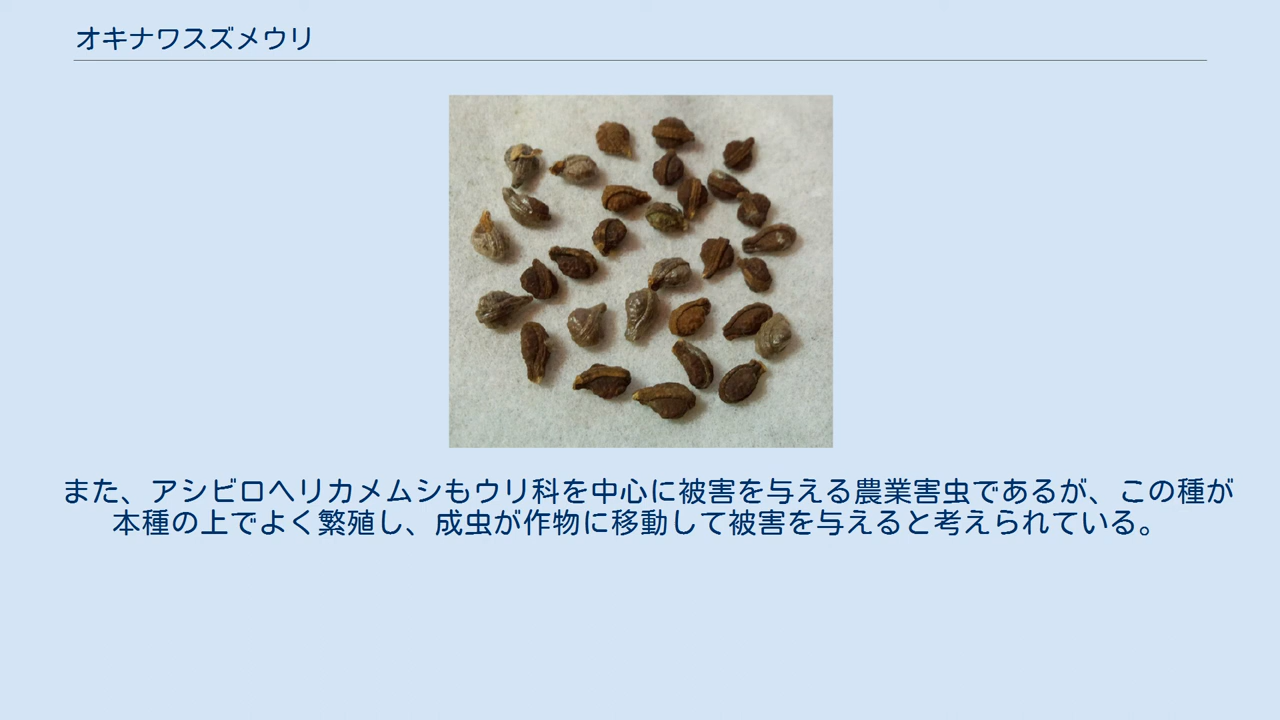 オキナワスズメウリ
また、アシビロヘリカメムシもウリ科を中心に被害を与える農業害虫であるが、この種が
本種の上でよく繁殖し、成虫が作物に移動して被害を与えると考えられている。